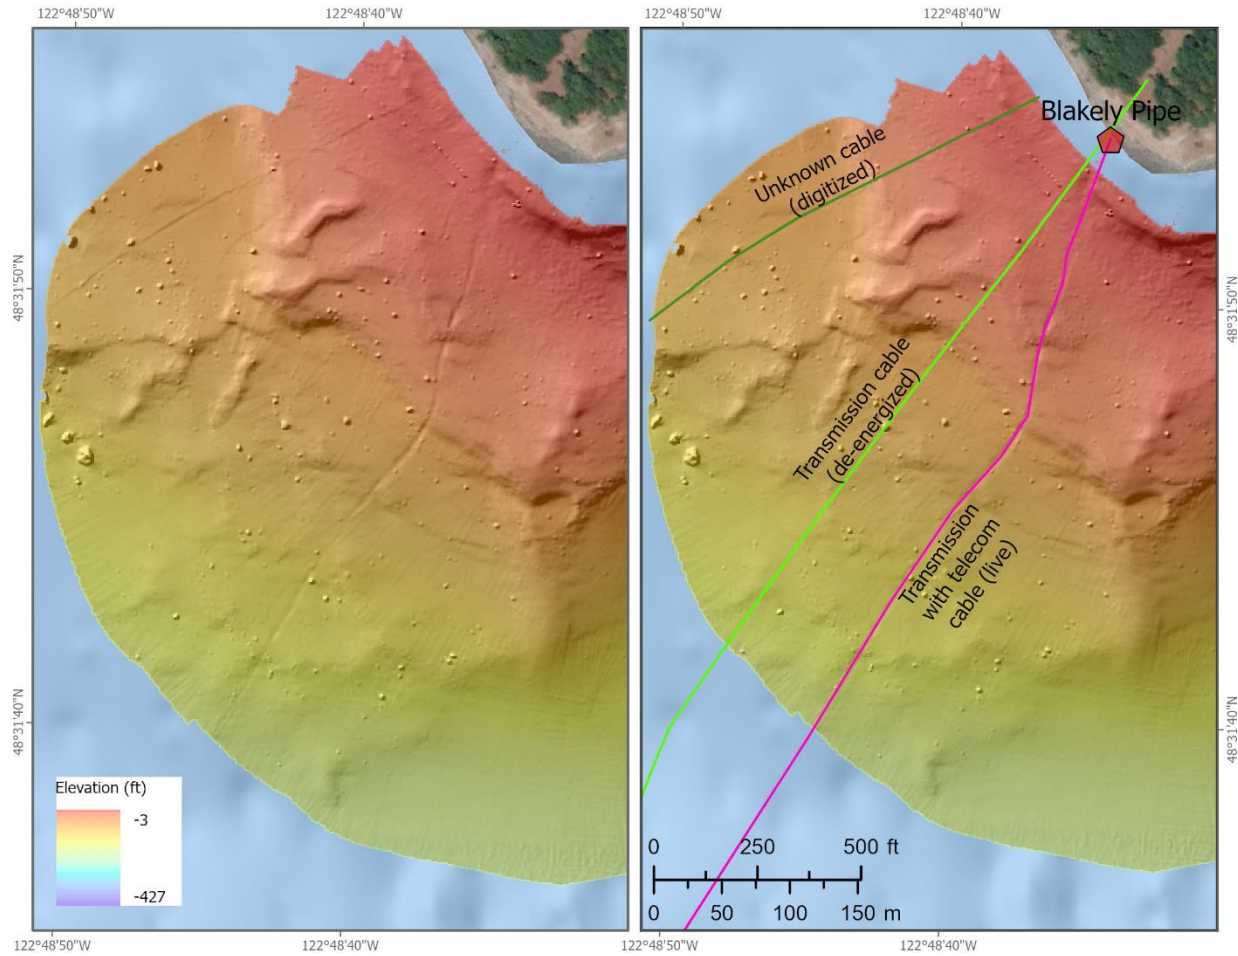 122°48'50"W
122°48'40"W
122°48'50"W
122°48'40"W
Blakely Pipe
Unknown cable
(digitized)
48°31'50"N
48°31'50"N
Transmission cable
(de-energized)
Transmission
with telecom
cable (live)
48°31'40"N
48°31'40"N
Elevation (ft)
-3
-427
0
250
500 ft
0
50
100
150 m
122°48'50"W
122°48'40"W
122°48'50"W
122°48'40"W